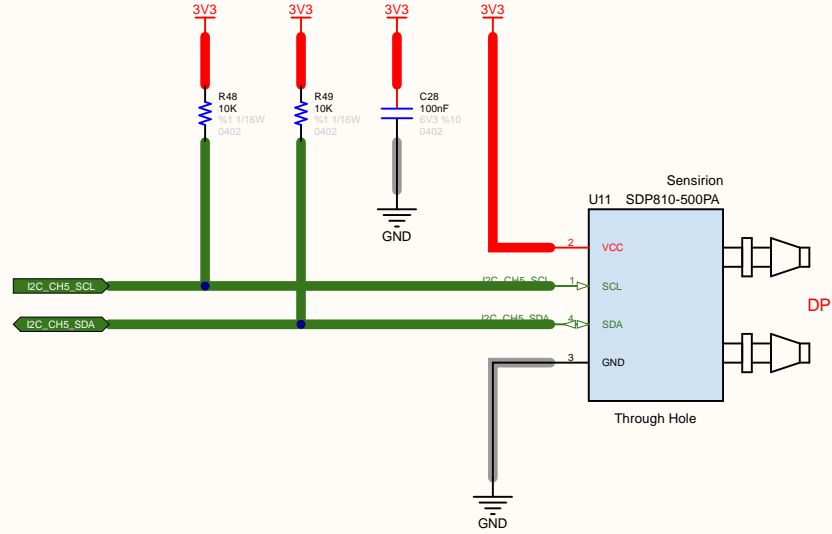 3V3
3V3
3V3
3V3
R48
10K
%1 1/16W
0402
R49
10K
%1 1/16W
0402
C28
100nF
6V3 %10
0402
GND
Sensirion
U11 SDP810-500PA
2 VCC
I2C_CH5_SCL
I2C_CH5_SCL
1 SCL
DP
I2C_CH5_SDA
I2C_CH5_SDA
4 SDA
3 GND
Through Hole
GND